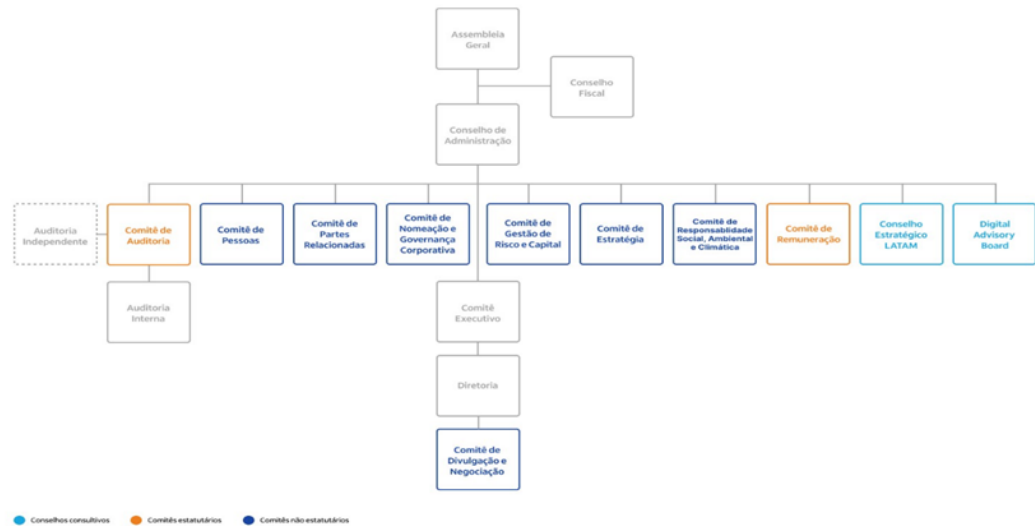 Assembleia
Geral
Conselho
Fiscal
Conselho de
Administração
Auditoria
Independente
Comitê de
Auditoria
Comitê de
Pessoas
Comitê de
Partes
Relacionadas
Comitê de
Nomeação e
Governança
Corporativa
Comitê de
Gestão de
Risco e Capital
Comitê de
Estratégia
Comitê de
Responsablidade
Social, Ambiental
e Climática
Comitê de
Remuneração
Conselho
Estratégico
LATAM
Digital
Advisory
Board
Auditoria
Interna
Comitê
Executivo
Diretoria
Comitê de
Divulgação e
Negociação
Conselhos consultivos
Comitês estatutários
Comitês não estatutários